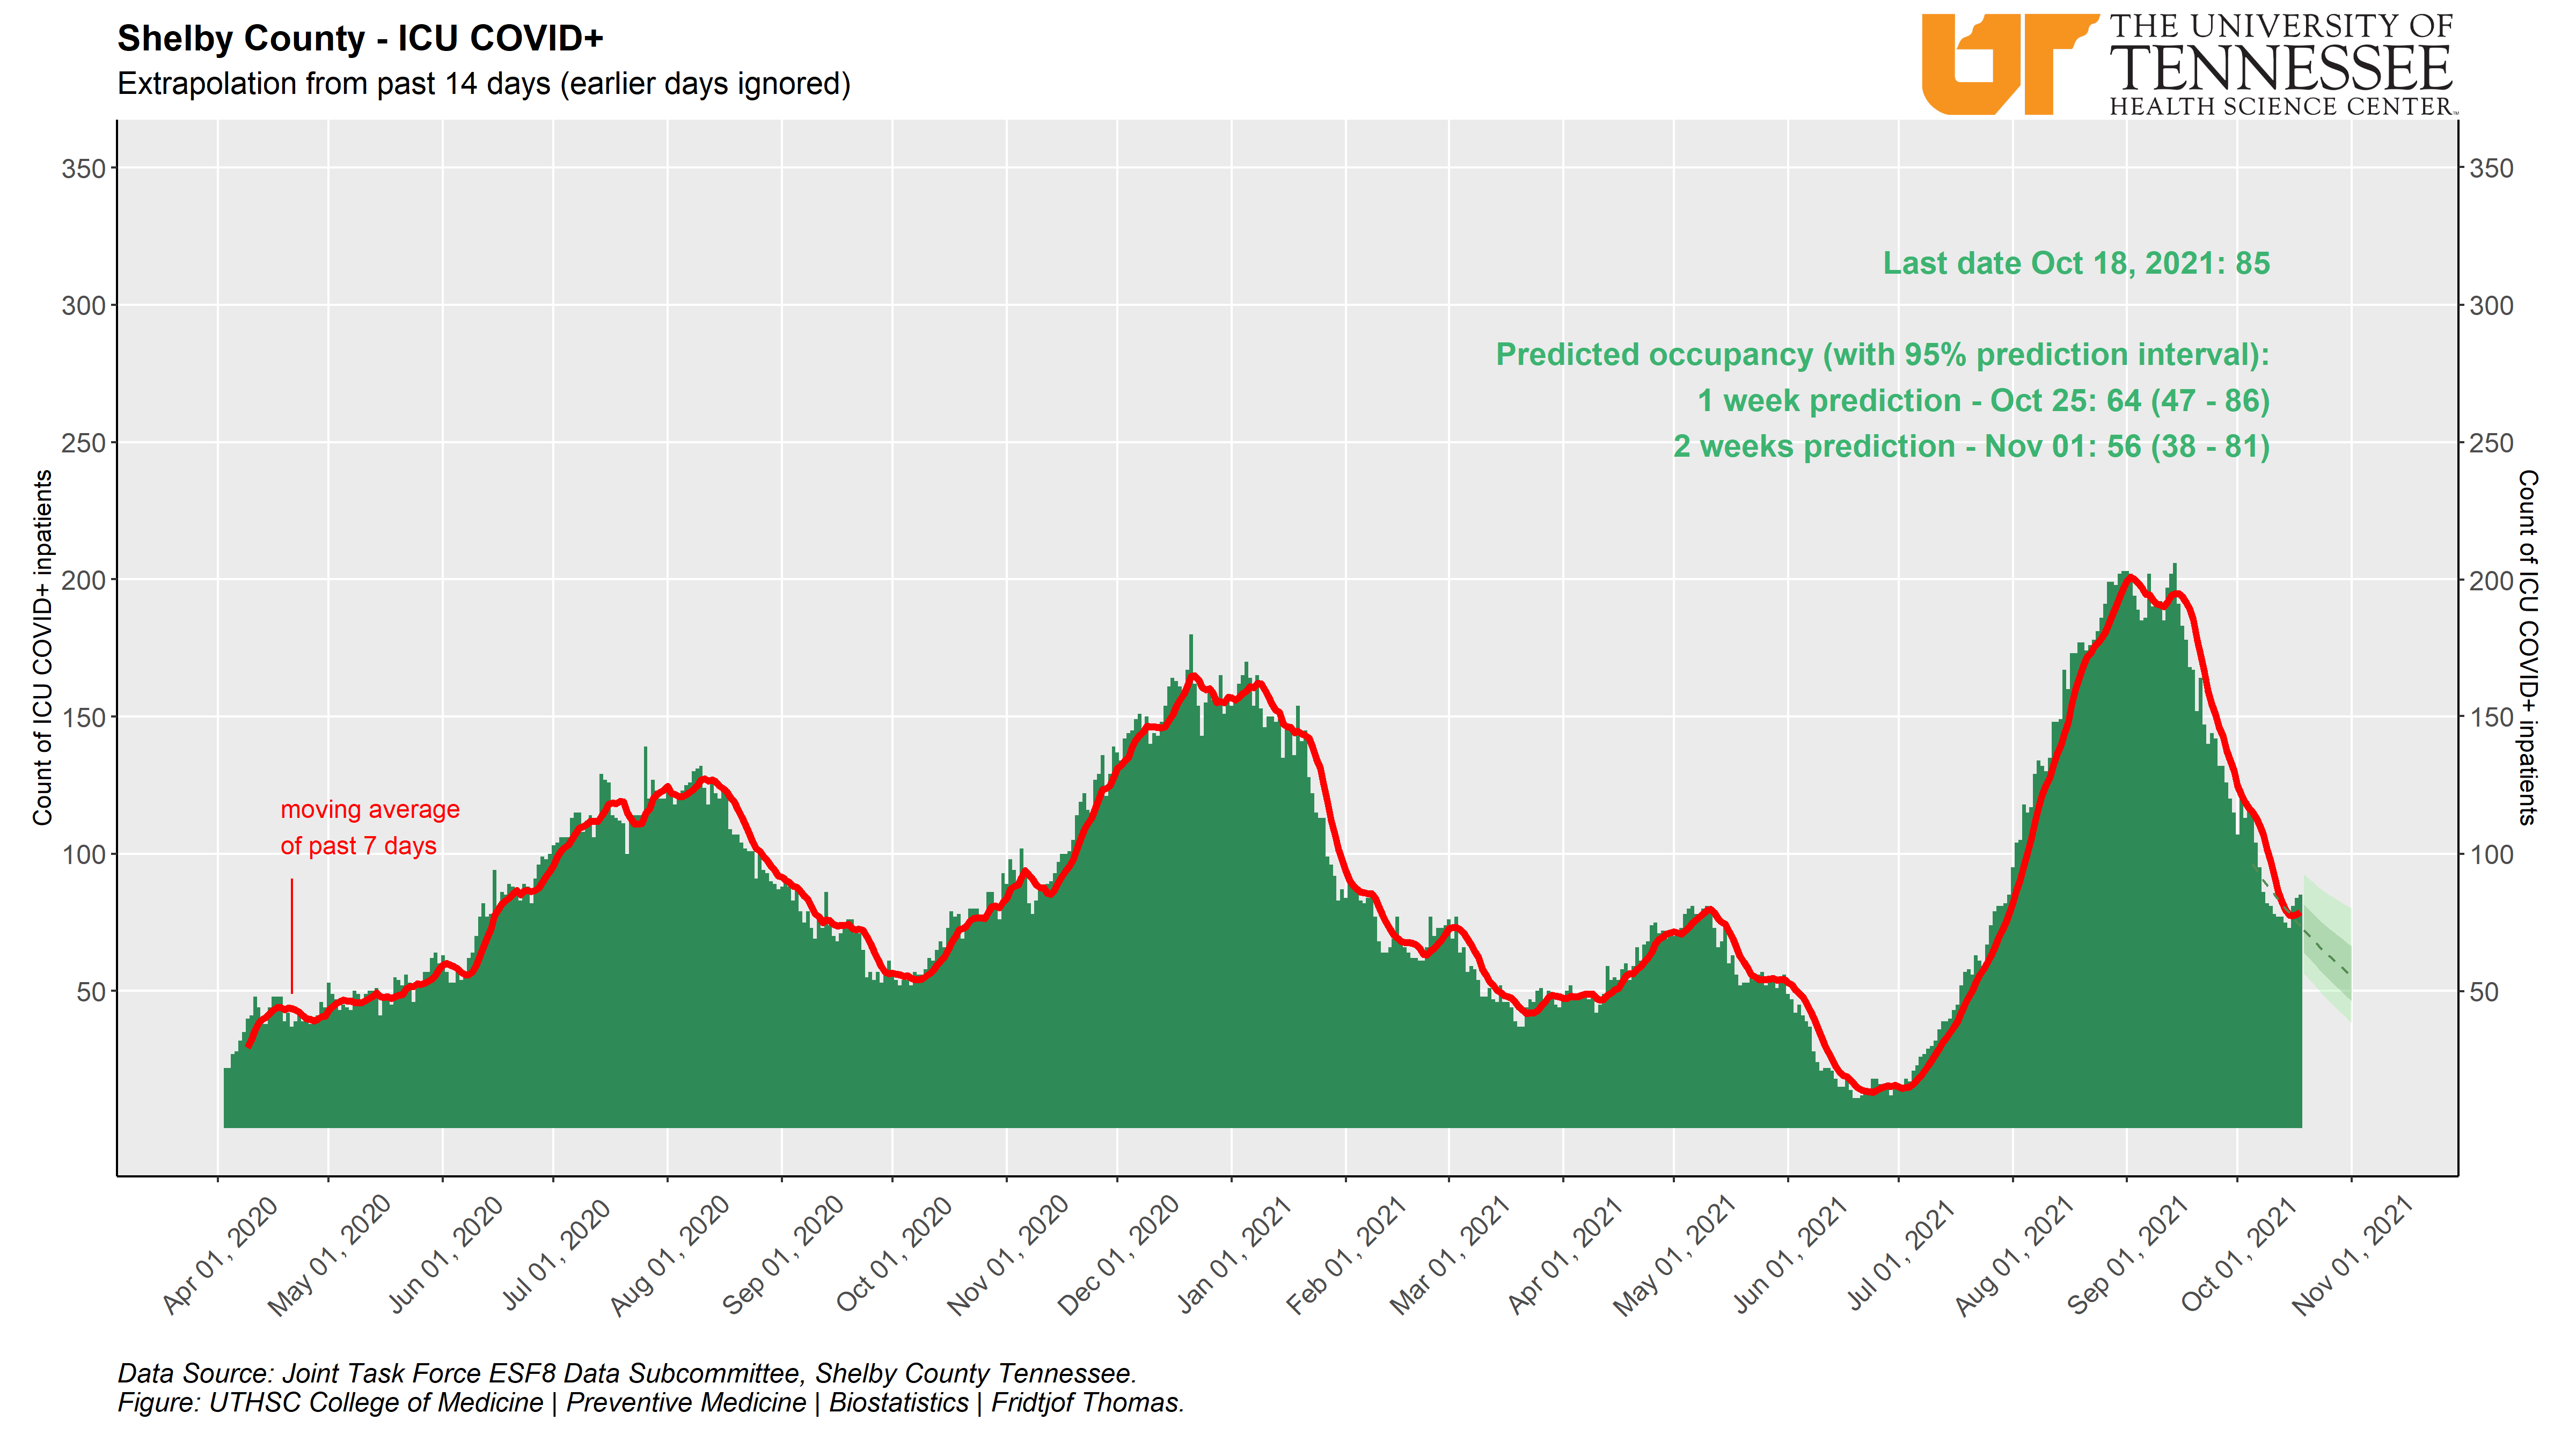 Shelby County - ICU COVID+
Extrapolation from past 14 days (earlier days ignored)
THE UNIVERSITY OF
TENNESSEE
HEALTH SCIENCE CENTER™
350
300
250
200
150
100
50
350
300
250
200
150
100
50
Count of ICU COVID+ inpatients
Count of ICU COVID+ inpatients
Last date Oct 18, 2021: 85
Predicted occupancy (with 95% prediction interval):
1 week prediction - Oct 25: 64 (47 - 86)
2 weeks prediction - Nov 01: 56 (38 - 81)
moving average
of past 7 days
Apr 01, 2020
May 01, 2020
Jun 01, 2020
Jul 01, 2020
Aug 01, 2020
Sep 01, 2020
Oct 01, 2020
Nov 01, 2020
Dec 01, 2020
Jan 01, 2021
Feb 01, 2021
Mar 01, 2021
Apr 01, 2021
May 01, 2021
Jun 01, 2021
Jul 01, 2021
Aug 01, 2021
Sep 01, 2021
Oct 01, 2021
Nov 01, 2021
Data Source: Joint Task Force ESF8 Data Subcommittee, Shelby County Tennessee.
Figure: UTHSC College of Medicine | Preventive Medicine | Biostatistics | Fridtjof Thomas.